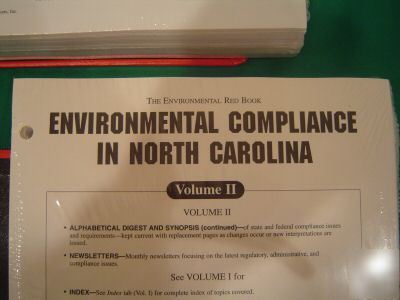 ers, Inc.
THE ENVIRONMENTAL RED BOOK
ENVIRONMENTAL COMPLIANCE
IN NORTH CAROLINA
Volume II
VOLUME II
• ALPHABETICAL DIGEST AND SYNOPSIS (continued)—of state and federal compliance issues
and requirements—kept current with replacement pages as changes occur or new interpretations are
issued.
• NEWSLETTERS—Monthly newsletters focusing on the latest regulatory, administrative, and
compliance issues.
See VOLUME I for
• INDEX—See Index tab (Vol. I) for complete index of topics covered.